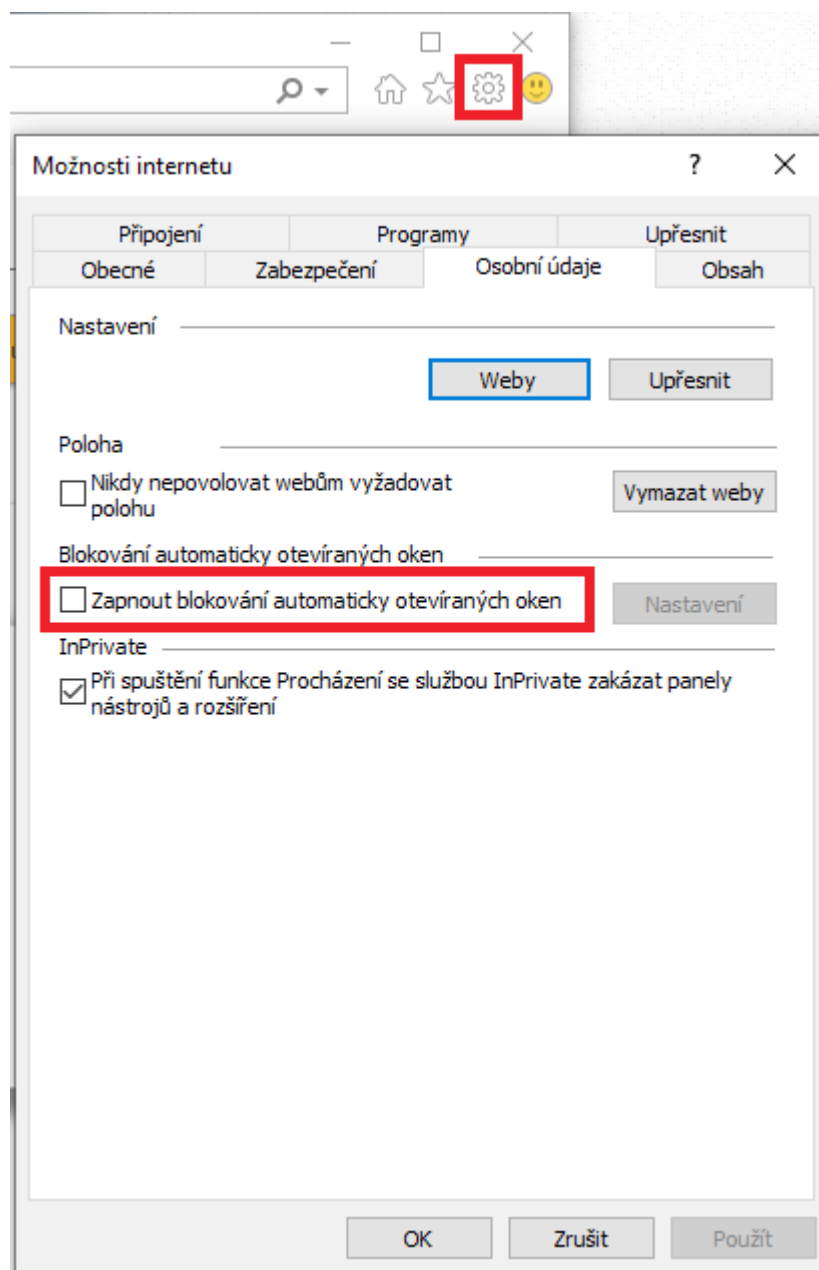 Možnosti internetu
?
Připojení Programy Upřesnit
Obecné Zabezpečení Osobní údaje Obsah
Nastavení
Weby Upřesnit
Poloha
Nikdy nepovolovat webům vyžadovat
polohu
Vymazat weby
Blokování automaticky otevíraných oken
Zapnout blokování automaticky otevíraných oken Nastavení
InPrivate
Při spuštění funkce Procházení se službou InPrivate zakázat panely
nástrojů a rozšíření
OK Zrušit Použít